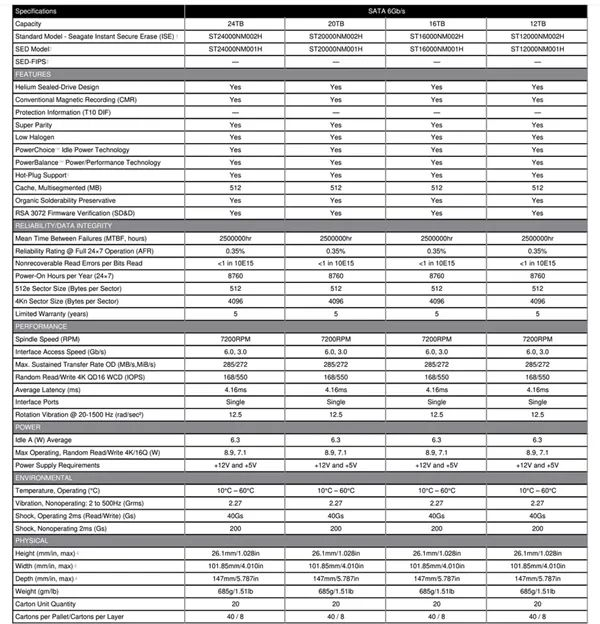 Specifications SATA 6Gb/s
Capacity 24TB 20TB 16TB 12TB
Standard Model - Seagate Instant Secure Erase (ISE) ST24000NM002H ST20000NM002H ST16000NM002H ST12000NM002H
SED Model ST24000NM001H ST20000NM001H ST16000NM001H ST12000NM001H
SED-FIPS — — — —
FEATURES
Helium Sealed-Drive Design Yes Yes Yes Yes
Conventional Magnetic Recording (CMR) Yes Yes Yes Yes
Protection Information (T10 DIF) — — — —
Super Parity Yes Yes Yes Yes
Low Halogen Yes Yes Yes Yes
PowerChoice™ Idle Power Technology Yes Yes Yes Yes
PowerBalance™ Power/Performance Technology Yes Yes Yes Yes
Hot-Plug Support Yes Yes Yes Yes
Cache, Multisegmented (MB) 512 512 512 512
Organic Solderability Preservative Yes Yes Yes Yes
RSA 3072 Firmware Verification (SD&D) Yes Yes Yes Yes
RELIABILITY/DATA INTEGRITY
Mean Time Between Failures (MTBF, hours) 2500000hr 2500000hr 2500000hr 2500000hr
Reliability Rating @ Full 24×7 Operation (AFR) 0.35% 0.35% 0.35% 0.35%
Nonrecoverable Read Errors per Bits Read <1 in 10E15 <1 in 10E15 <1 in 10E15 <1 in 10E15
Power-On Hours per Year (24×7) 8760 8760 8760 8760
512e Sector Size (Bytes per Sector) 512 512 512 512
4Kn Sector Size (Bytes per Sector) 4096 4096 4096 4096
Limited Warranty (years) 5 5 5 5
PERFORMANCE
Spindle Speed (RPM) 7200RPM 7200RPM 7200RPM 7200RPM
Interface Access Speed (Gb/s) 6.0, 3.0 6.0, 3.0 6.0, 3.0 6.0, 3.0
Max. Sustained Transfer Rate OD (MB/s,MiB/s) 285/272 285/272 285/272 285/272
Random Read/Write 4K QD16 WCD (IOPS) 168/550 168/550 168/550 168/550
Average Latency (ms) 4.16ms 4.16ms 4.16ms 4.16ms
Interface Ports Single Single Single Single
Rotation Vibration @ 20-1500 Hz (rad/sec²) 12.5 12.5 12.5 12.5
POWER
Idle A (W) Average 6.3 6.3 6.3 6.3
Max Operating, Random Read/Write 4K/16Q (W) 8.9, 7.1 8.9, 7.1 8.9, 7.1 8.9, 7.1
Power Supply Requirements +12V and +5V +12V and +5V +12V and +5V +12V and +5V
ENVIRONMENTAL
Temperature, Operating (°C) 10°C – 60°C 10°C – 60°C 10°C – 60°C 10°C – 60°C
Vibration, Nonoperating: 2 to 500Hz (Grms) 2.27 2.27 2.27 2.27
Shock, Operating 2ms (Read/Write) (Gs) 40Gs 40Gs 40Gs 40Gs
Shock, Nonoperating 2ms (Gs) 200 200 200 200
PHYSICAL
Height (mm/in, max) 26.1mm/1.028in 26.1mm/1.028in 26.1mm/1.028in 26.1mm/1.028in
Width (mm/in, max) 101.85mm/4.010in 101.85mm/4.010in 101.85mm/4.010in 101.85mm/4.010in
Depth (mm/in, max) 147mm/5.787in 147mm/5.787in 147mm/5.787in 147mm/5.787in
Weight (gm/lb) 685g/1.51lb 685g/1.51lb 685g/1.51lb 685g/1.51lb
Carton Unit Quantity 20 20 20 20
Cartons per Pallet/Cartons per Layer 40 / 8 40 / 8 40 / 8 40 / 8